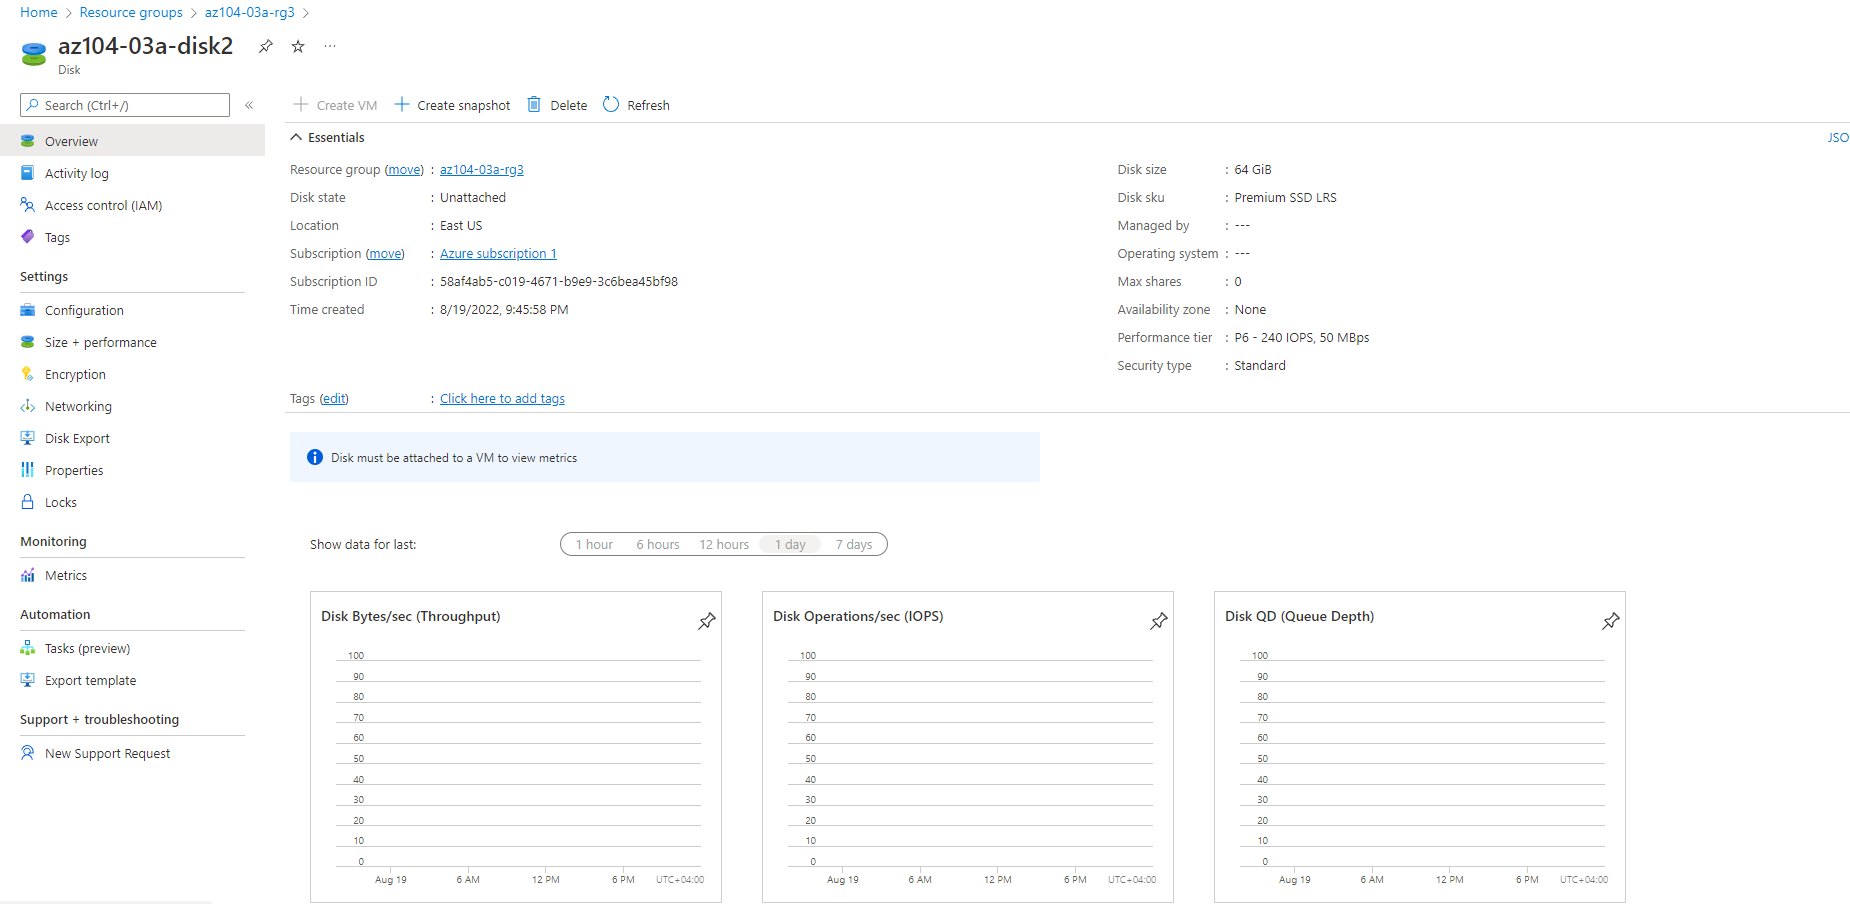 Home > Resource groups > az104-03a-rg3 >
az104-03a-disk2
Disk
Search (Ctrl+/)
«
Overview
Activity log
Access control (IAM)
Tags
Settings
Configuration
Size + performance
Encryption
Networking
Disk Export
Properties
Locks
Monitoring
Metrics
Automation
Tasks (preview)
Export template
Support + troubleshooting
New Support Request
Create VM Create snapshot Delete Refresh
Essentials
JSO
Resource group (move) : az104-03a-rg3
Disk state : Unattached
Location : East US
Subscription (move) : Azure subscription 1
Subscription ID : 58af4ab5-c019-4671-b9e9-3c6bea45bf98
Time created : 8/19/2022, 9:45:58 PM
Disk size : 64 GiB
Disk sku : Premium SSD LRS
Managed by : ---
Operating system : ---
Max shares : 0
Availability zone : None
Performance tier : P6 - 240 IOPS, 50 MBps
Security type : Standard
Tags (edit) : Click here to add tags
Disk must be attached to a VM to view metrics
Show data for last: 1 hour 6 hours 12 hours 1 day 7 days
Disk Bytes/sec (Throughput)
100
90
80
70
60
50
40
30
20
10
0
Aug 19 6 AM 12 PM 6 PM UTC+04:00
Disk Operations/sec (IOPS)
100
90
80
70
60
50
40
30
20
10
0
Aug 19 6 AM 12 PM 6 PM UTC+04:00
Disk QD (Queue Depth)
100
90
80
70
60
50
40
30
20
10
0
Aug 19 6 AM 12 PM 6 PM UTC+04:00